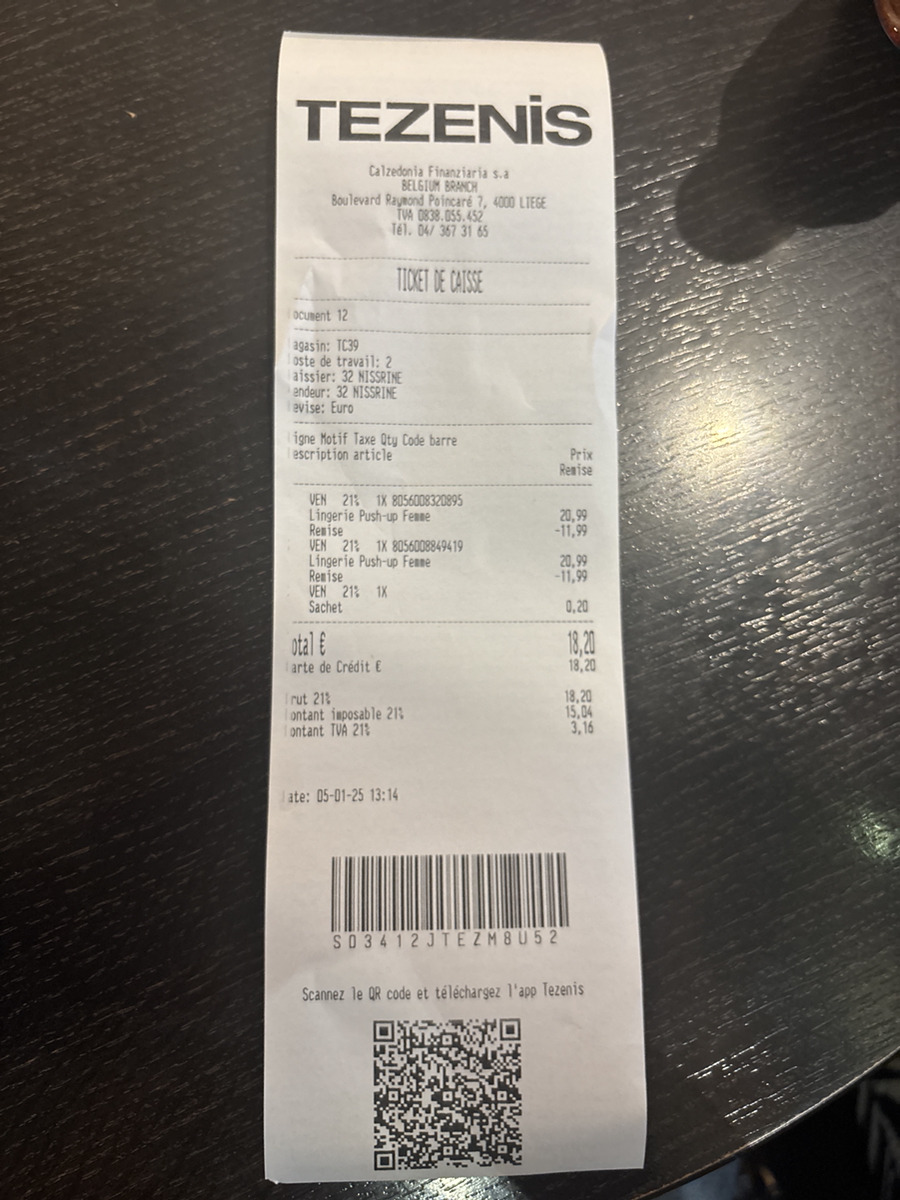 TEZENiS
Calzedonia Finanziaria s.a
BELGIUM BRANCH
Boulevard Raymond Poincaré 7, 4000 LIEGE
TVA 0838.055.452
Tél. 04/ 367 31 65
TICKET DE CAISSE
ocument 12
agasin: TC39
oste de travail: 2
aissier: 32 NISSRINE
endeur: 32 NISSRINE
evise: Euro
igne Motif Taxe Qty Code barre
escription article Prix
Remise
VEN 21% 1X 8056008320895
Lingerie Push-up Femme 20,99
Remise -11,99
VEN 21% 1X 8056008849419
Lingerie Push-up Femme 20,99
Remise -11,99
VEN 21% 1X
Sachet 0,20
otal € 18,20
arte de Crédit € 18,20
rut 21% 18,20
ontant imposable 21% 15,04
ontant TVA 21% 3,16
ate: 05-01-25 13:14
S03412JTEZM8U52
Scannez le QR code et téléchargez l'app Tezenis